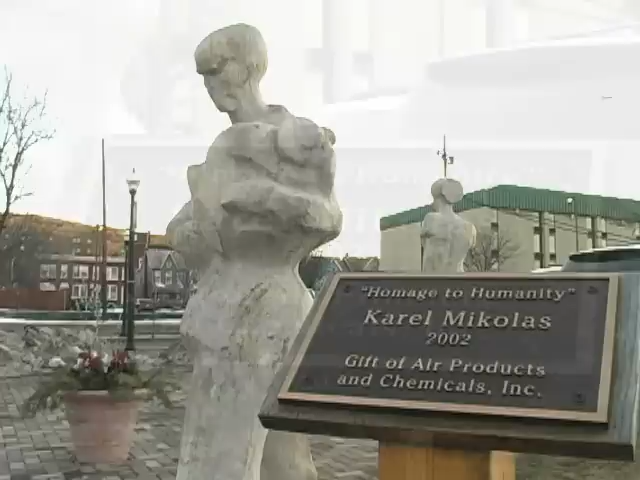 "Homage to Humanity"
Karel Mikolas
2002
Gift of Air Products
and Chemicals, Inc.